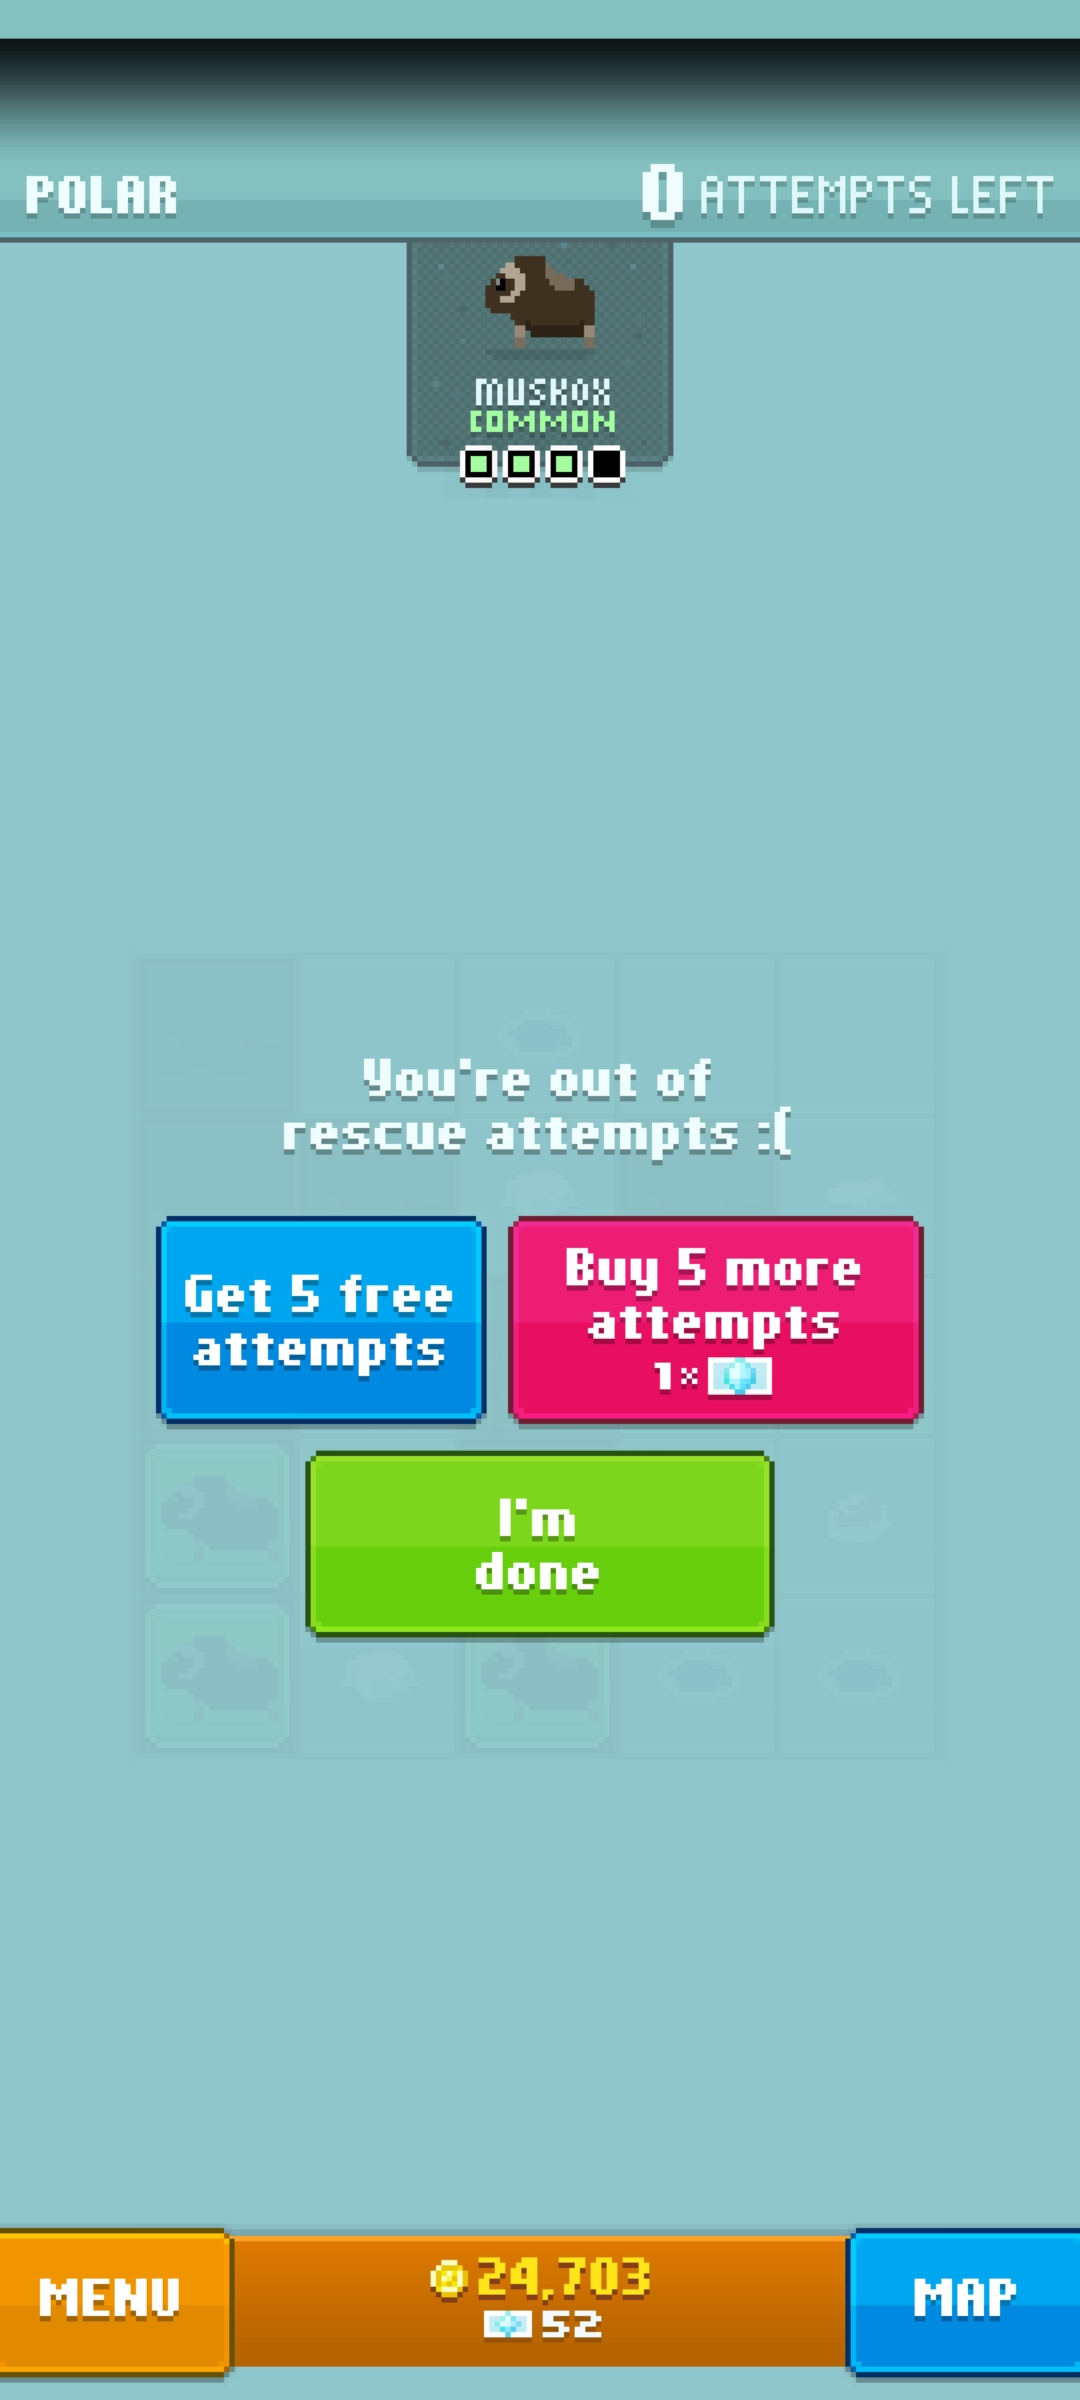 POLAR
0 ATTEMPTS LEFT
MUSKOX
COMMON
You're out of
rescue attempts :(
Get 5 free
attempts
Buy 5 more
attempts
1×
I'm
done
MENU
24,703
52
MAP